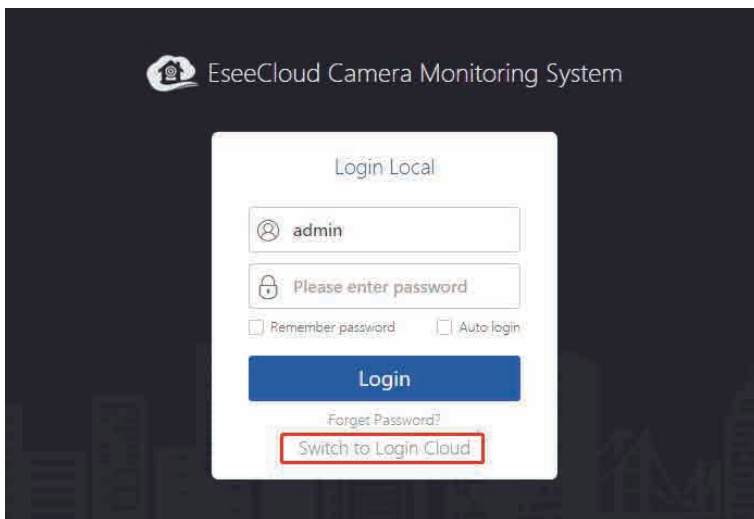 EseeCloud Camera Monitoring System
Login Local
admin
Please enter password
Remember password Auto login
Login
Forget Password?
Switch to Login Cloud